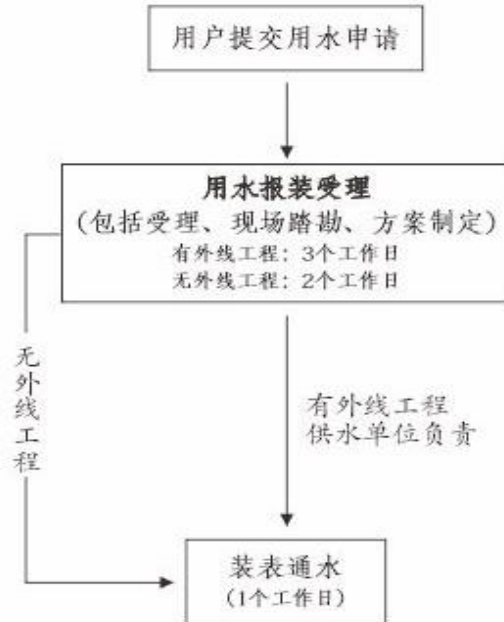 用户提交用水申请
用水报装受理
(包括受理、现场踏勘、方案制定)
有外线工程：3个工作日
无外线工程：2个工作日
无外线工程
有外线工程
供水单位负责
装表通水
(1个工作日)